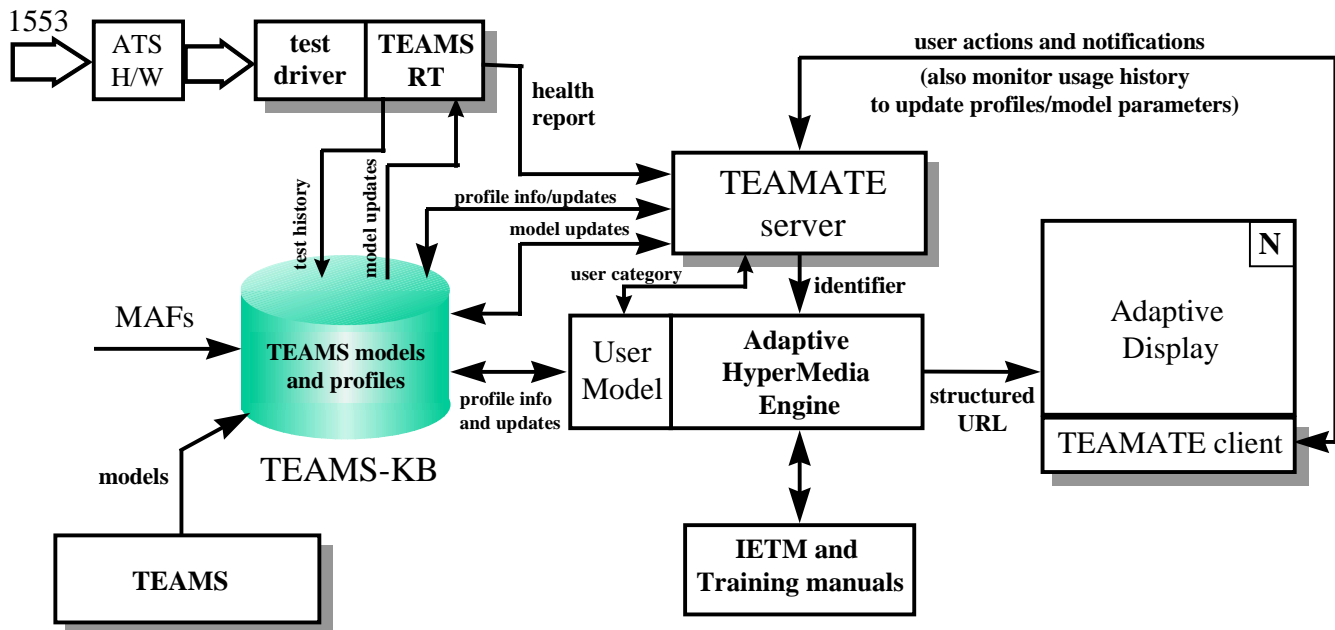 1553
ATS
H/W
test
driver
TEAMS
RT
health
report
user actions and notifications
(also monitor usage history
to update profiles/model parameters)
test history
model updates
profile info/updates
model updates
user category
TEAMATE
server
identifier
N
Adaptive
Display
TEAMATE client
MAFs
TEAMS models
and profiles
TEAMS-KB
profile info
and updates
User
Model
Adaptive
HyperMedia
Engine
structured
URL
models
TEAMS
IETM and
Training manuals